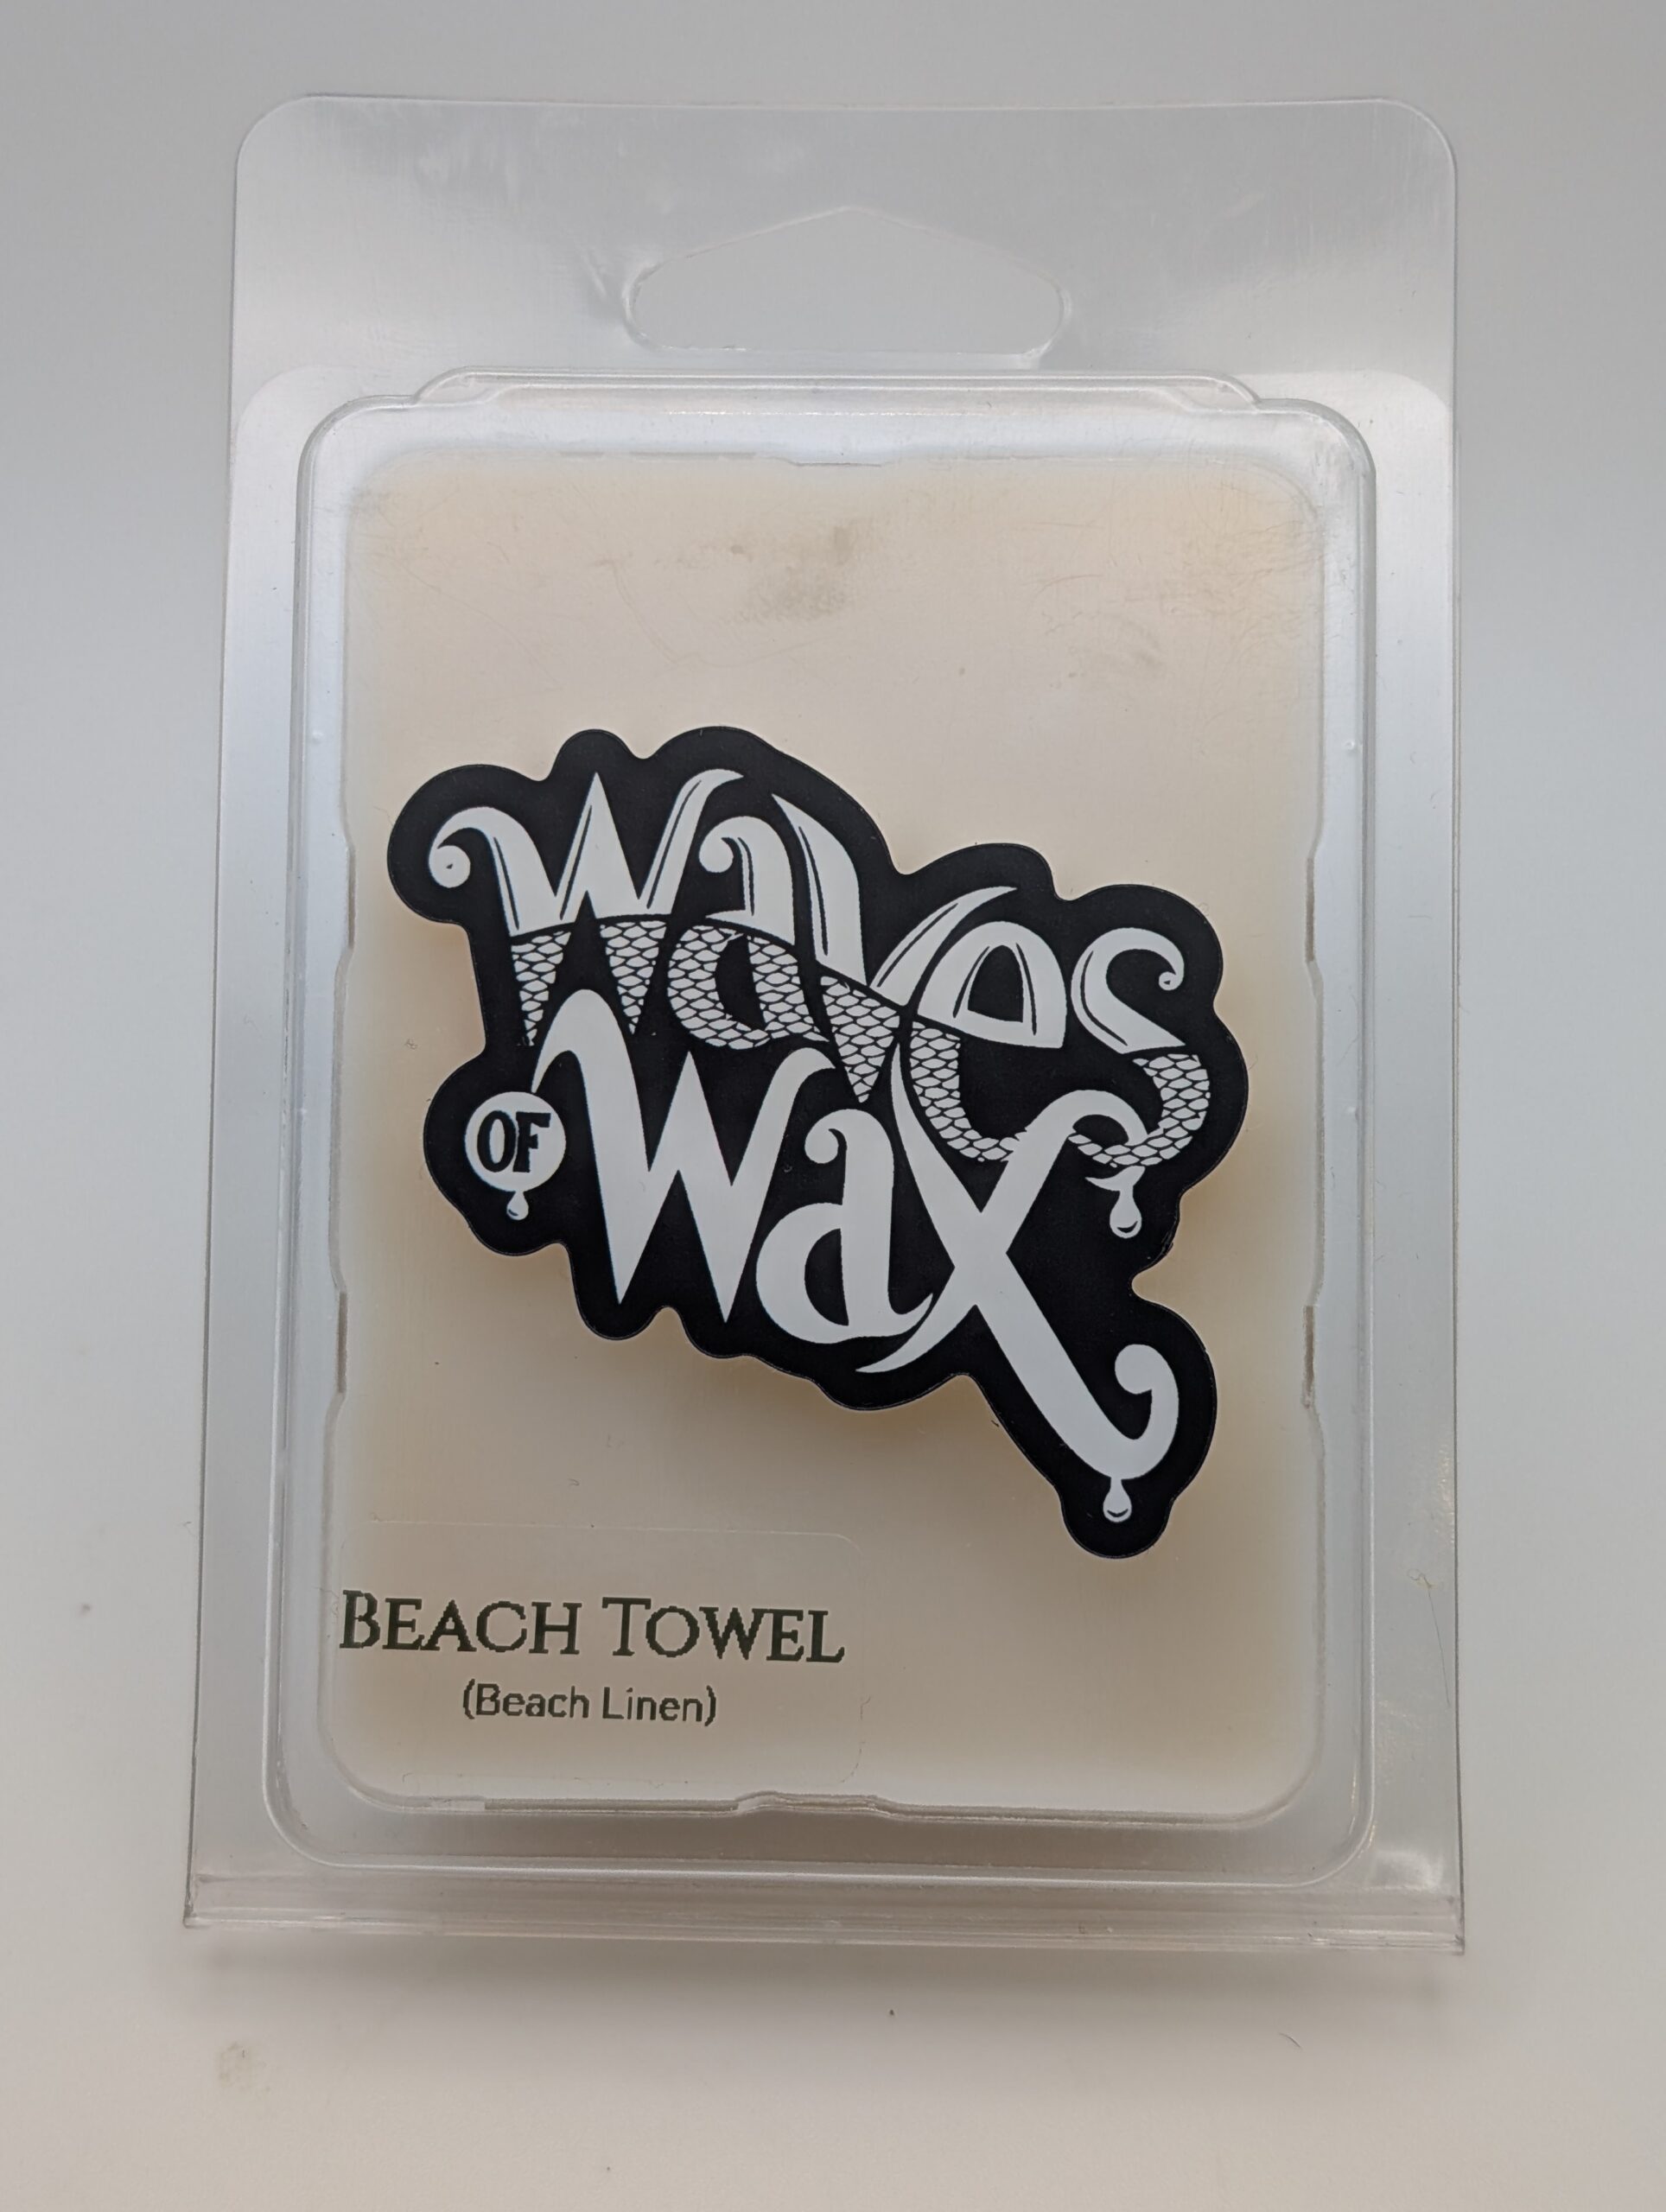 Waves
OF
Wax
BEACH TOWEL
(Beach Linen)